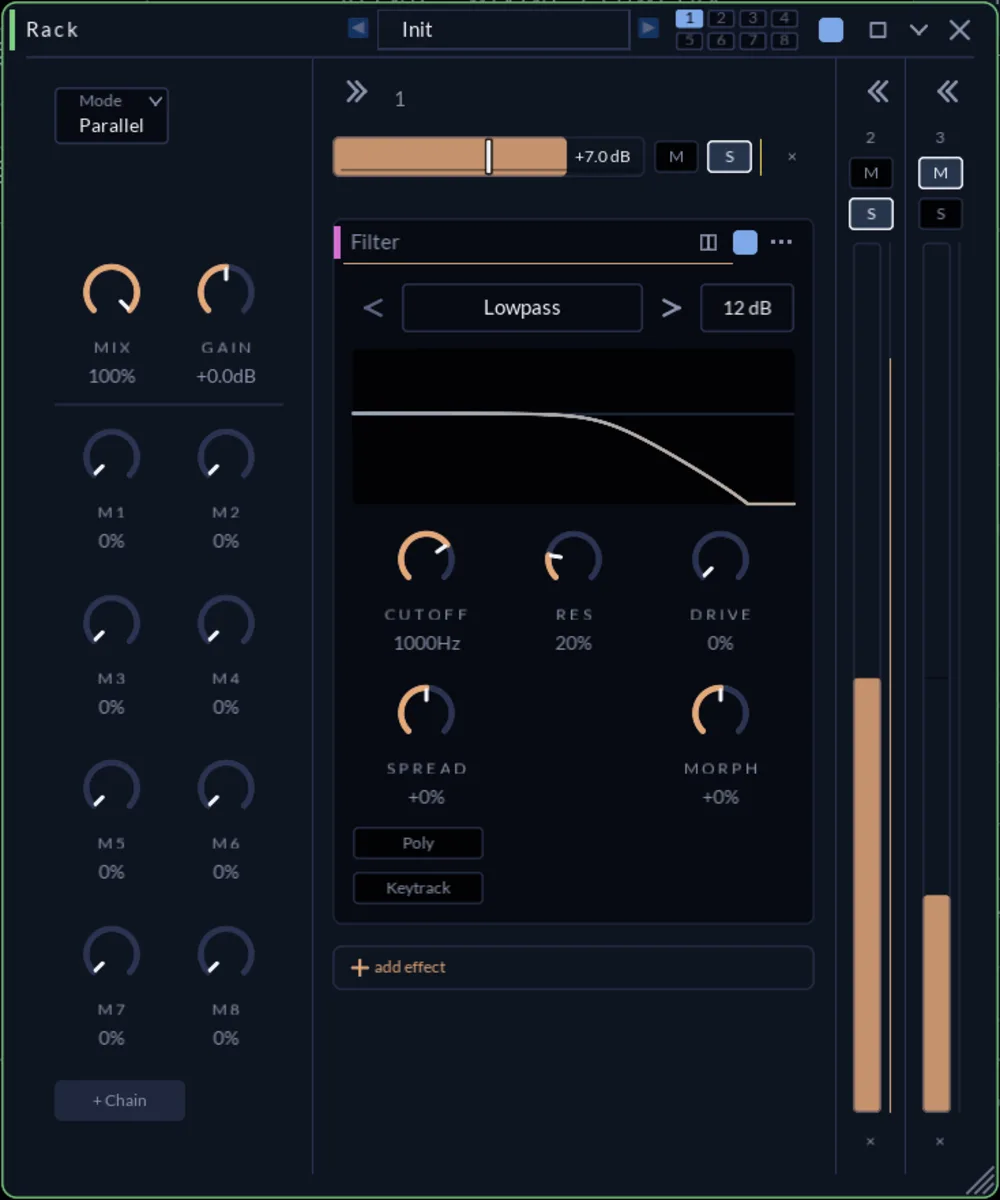 Rack
Init
1 2 3 4
5 6 7 8
Mode
Parallel
1
+7.0 dB M S ×
2
M
S
3
M
S
Filter
Lowpass
12 dB
MIX GAIN
100% +0.0dB
M1 M2
0% 0%
M3 M4
0% 0%
M5 M6
0% 0%
M7 M8
0% 0%
+ Chain
CUTOFF RES DRIVE
1000Hz 20% 0%
SPREAD MORPH
+0% +0%
Poly
Keytrack
+ add effect
× ×